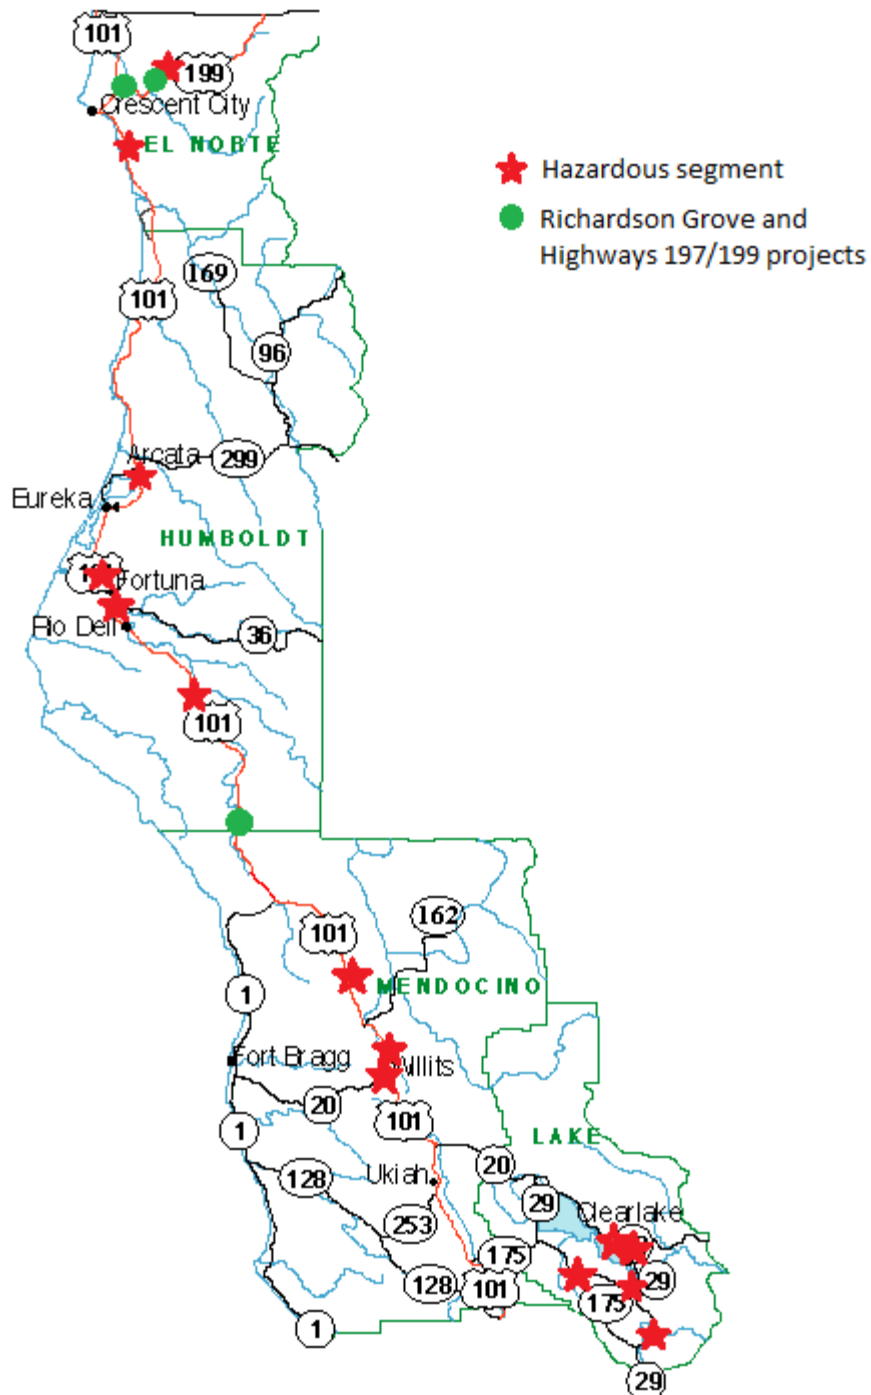 101
199
Crescent City
EL NORTE
Hazardous segment
Richardson Grove and
Highways 197/199 projects
169
101
96
Arcata
299
Eureka
HUMBOLDT
Fortuna
Rio Dell
36
101
162
101
MENDOCINO
1
Fort Bragg
Willits
20
101
1
LAKE
20
128
Ukiah
29
Clearlake
253
175
128
101
29
175
1
29